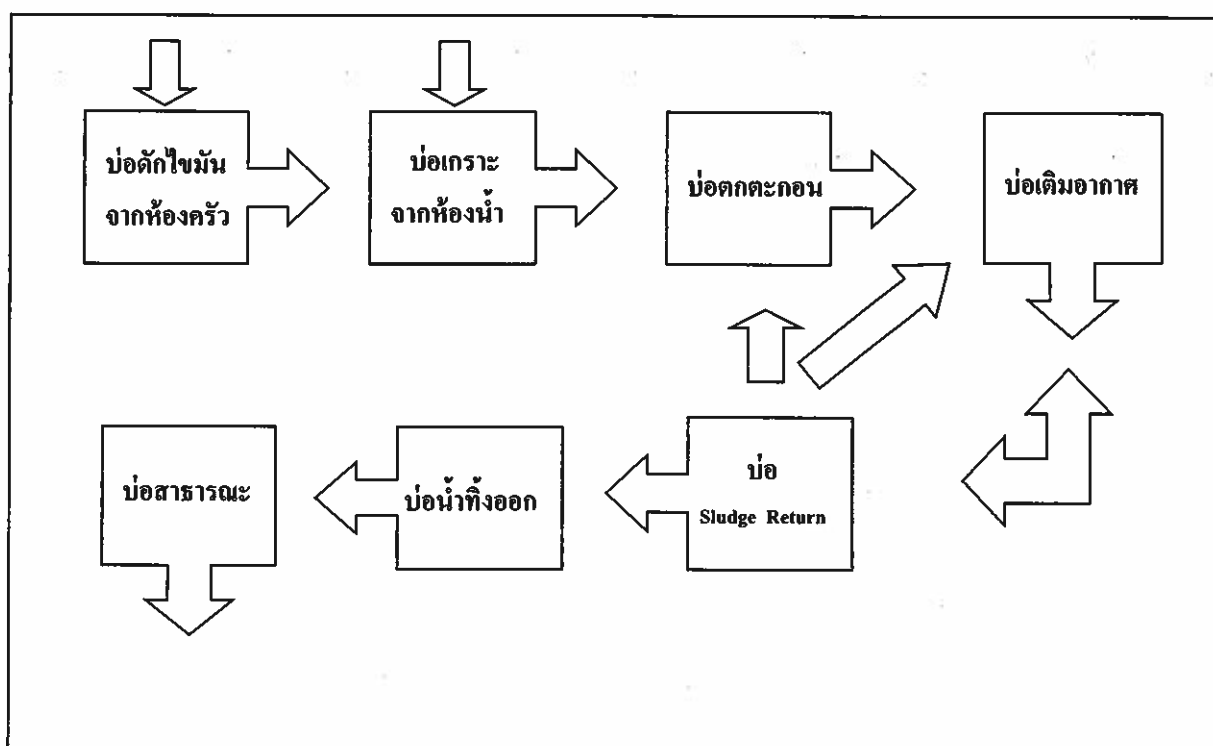 บ่อดักไขมัน
จากห้องครัว
บ่อเกราะ
จากห้องน้ำ
บ่อตกตะกอน
บ่อเติมอากาศ
บ่อสาธารณะ
บ่อน้ำทิ้งออก
บ่อ
Sludge Return